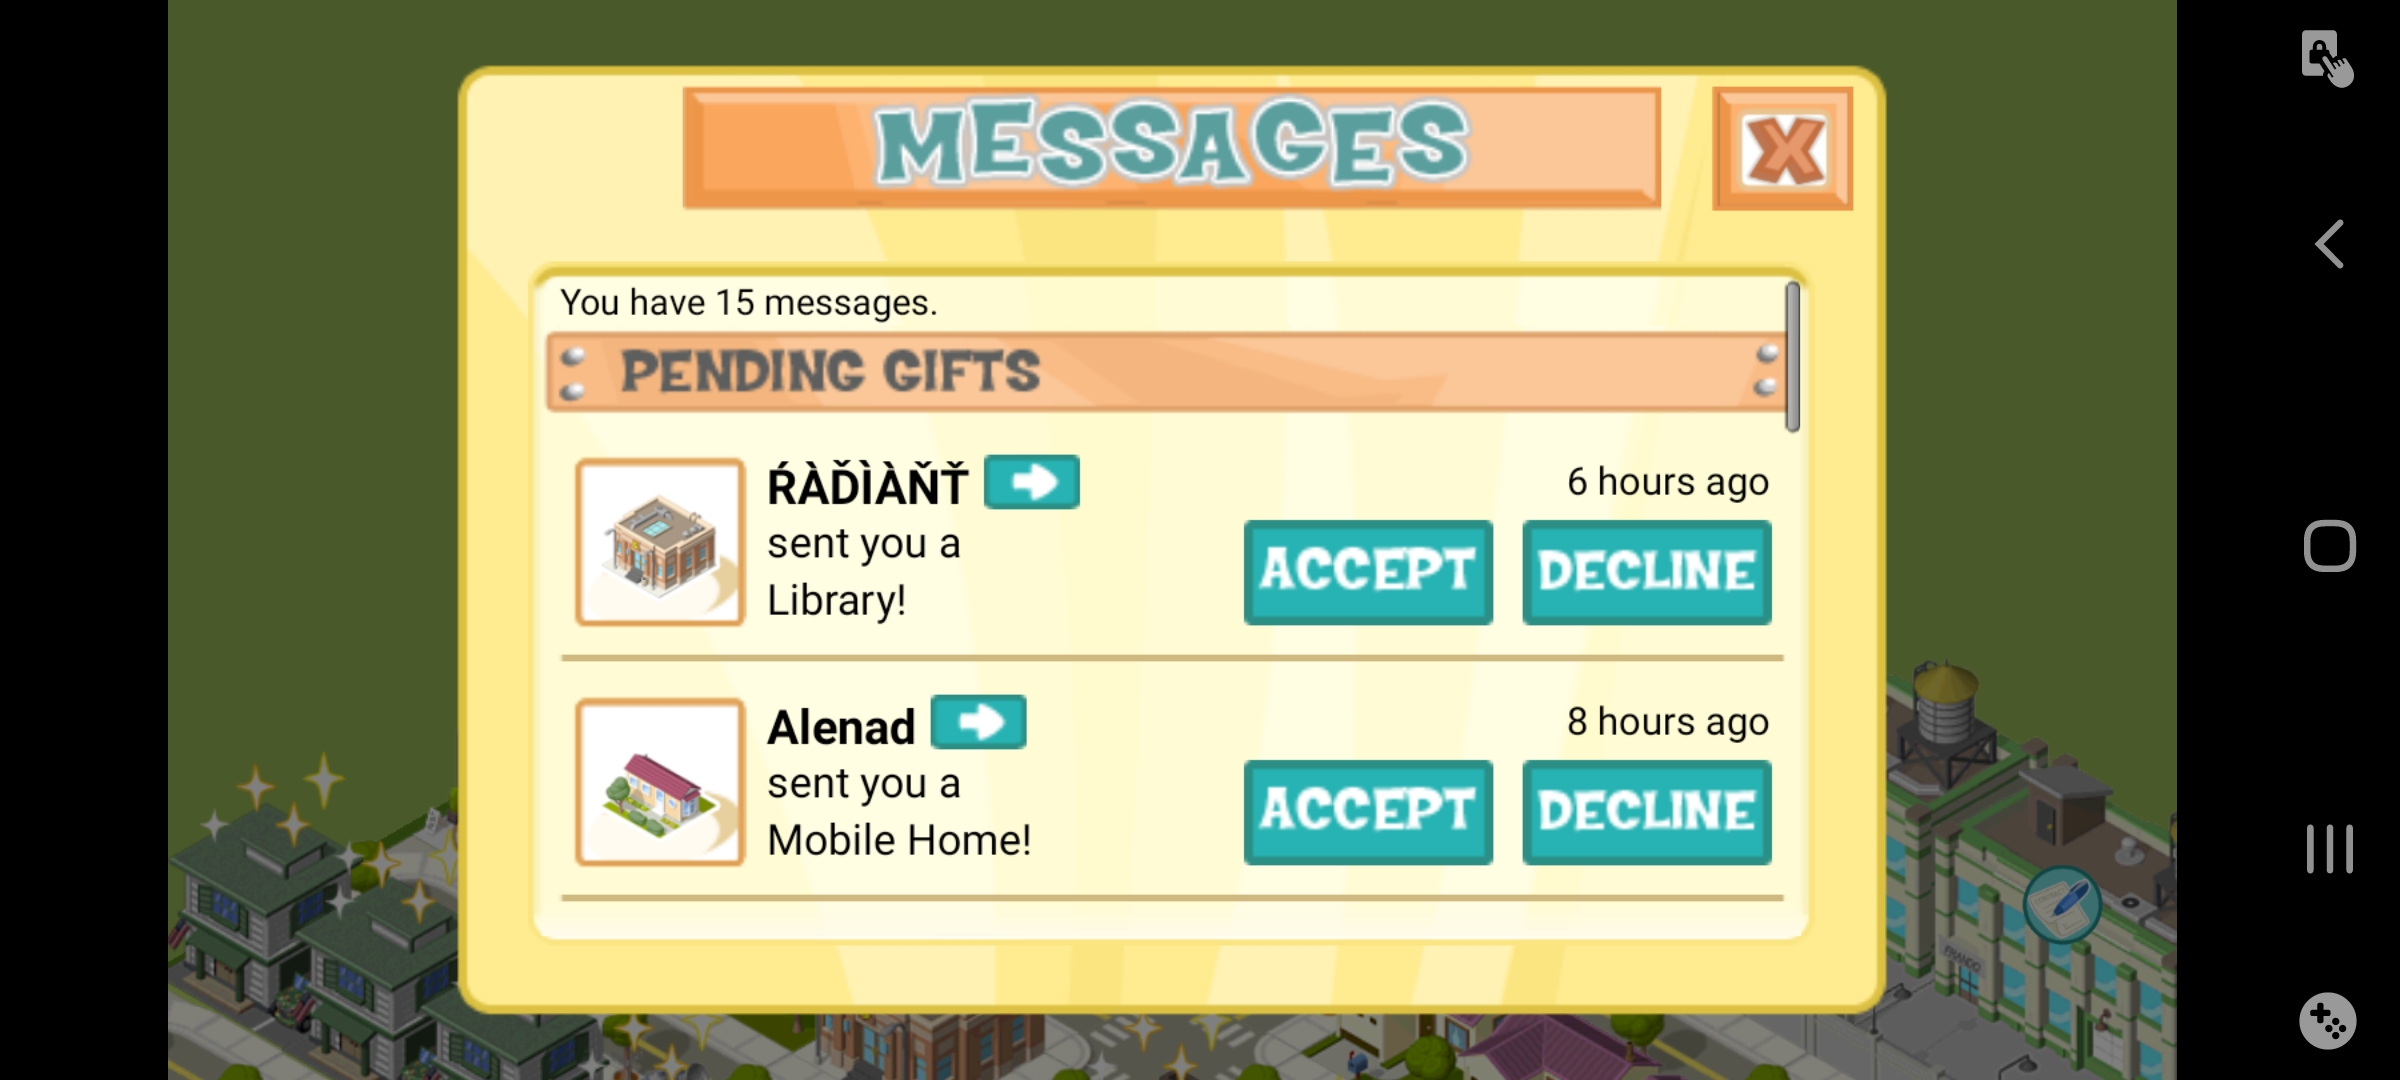 MESSAGES
X
You have 15 messages.
PENDING GIFTS
ŔÀĎÌÀŇŤ
6 hours ago
sent you a
Library!
ACCEPT
DECLINE
Alenad
8 hours ago
sent you a
Mobile Home!
ACCEPT
DECLINE